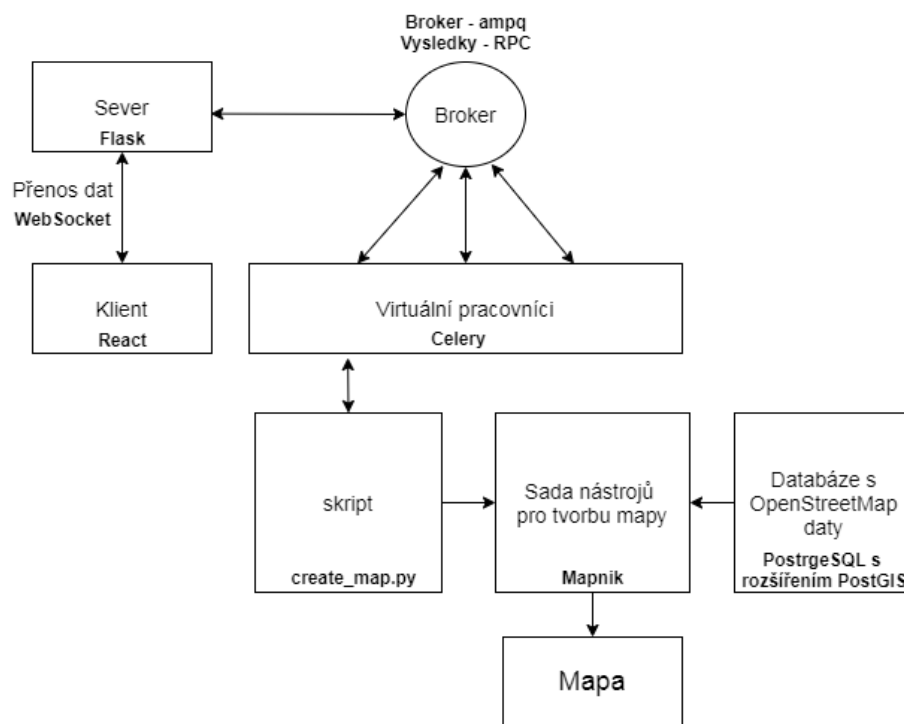 Broker - ampq
Vysledky - RPC
Sever
Flask
Broker
Přenos dat
WebSocket
Klient
React
Virtuální pracovníci
Celery
skript
create_map.py
Sada nástrojů
pro tvorbu mapy
Mapnik
Databáze s
OpenStreetMap
daty
PostrgeSQL s
rozšířením PostGIS
Mapa